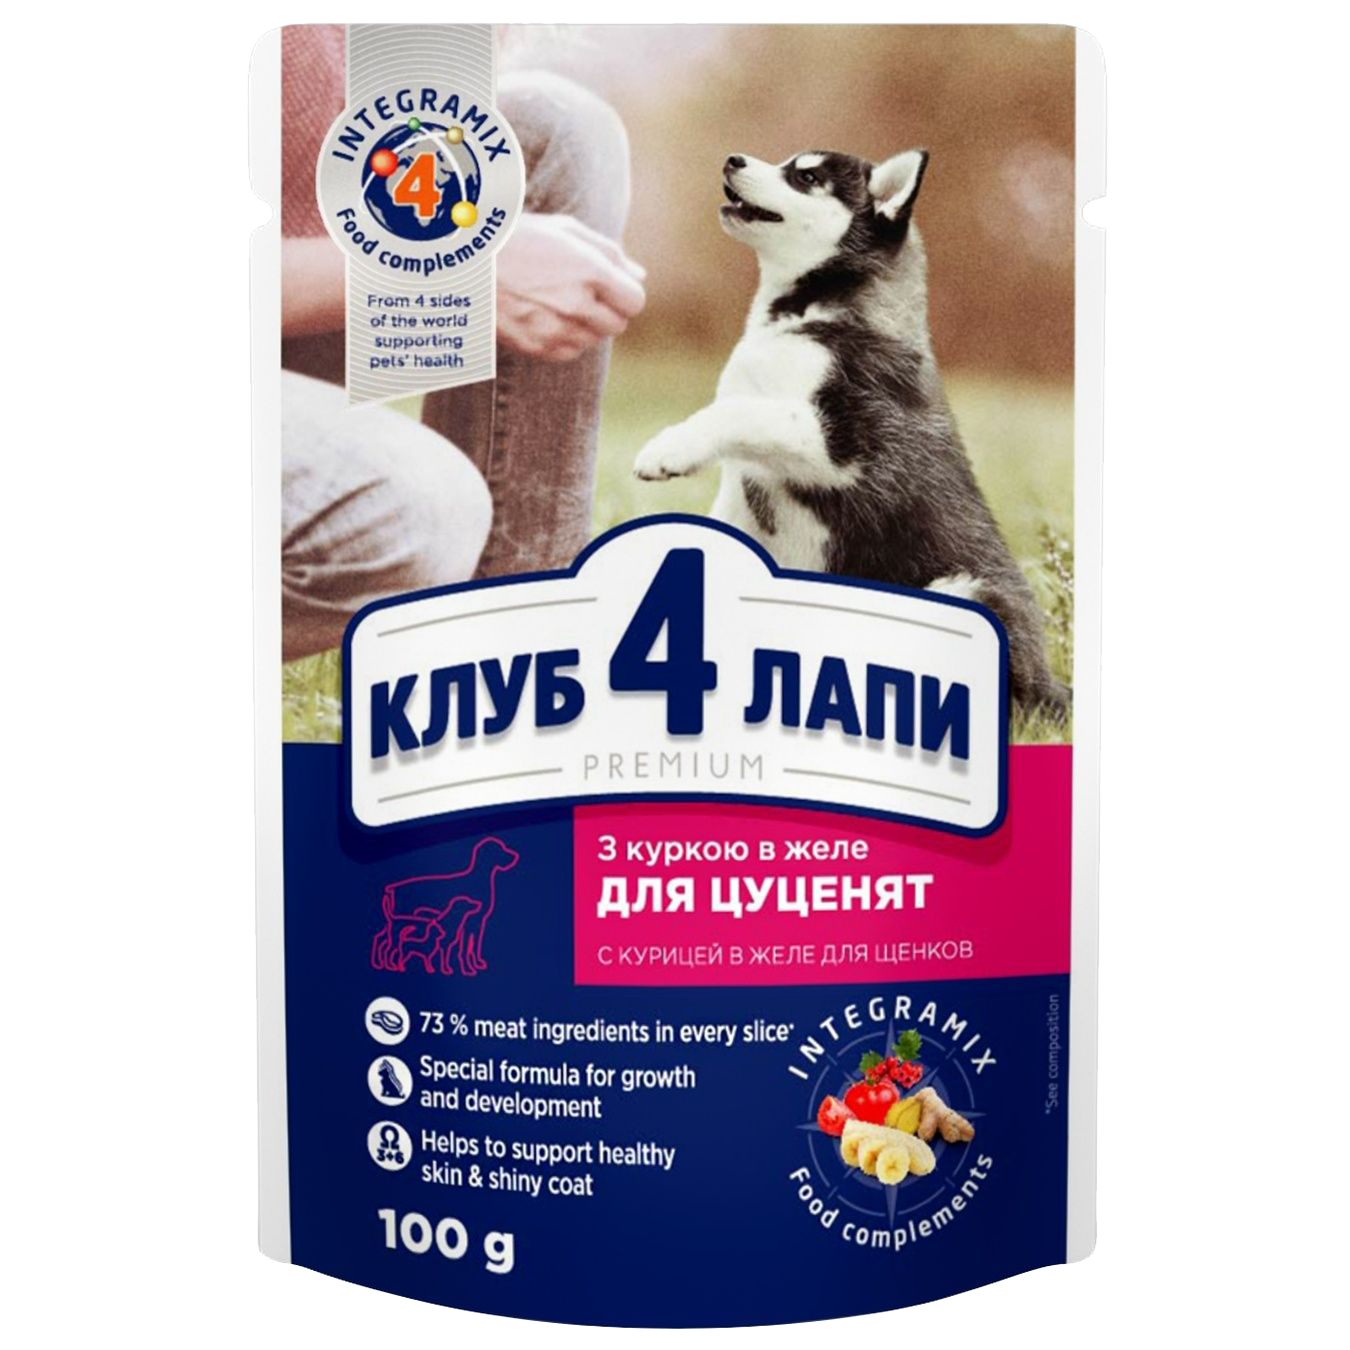 INTEGRAMIX
4
Food complements
From 4 sides
of the world
supporting
pets' health
КЛУБ 4 ЛАПИ
PREMIUM
З куркою в желе
ДЛЯ ЦУЦЕНЯТ
С КУРИЦЕЙ В ЖЕЛЕ ДЛЯ ЩЕНКОВ
73 % meat ingredients in every slice*
Special formula for growth
and development
Ω
3+6
Helps to support healthy
skin & shiny coat
100 g
INTEGRAMIX
Food complements
*See composition